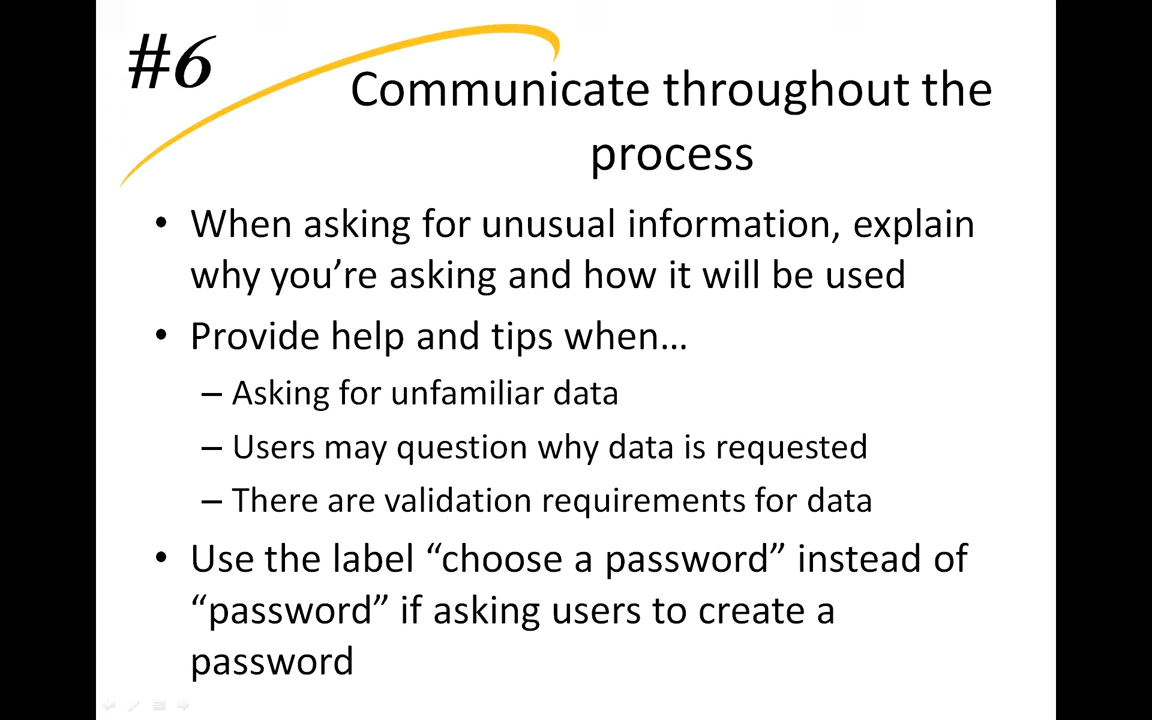 #6
Communicate throughout the
process
• When asking for unusual information, explain
why you’re asking and how it will be used
• Provide help and tips when…
– Asking for unfamiliar data
– Users may question why data is requested
– There are validation requirements for data
• Use the label “choose a password” instead of
“password” if asking users to create a
password